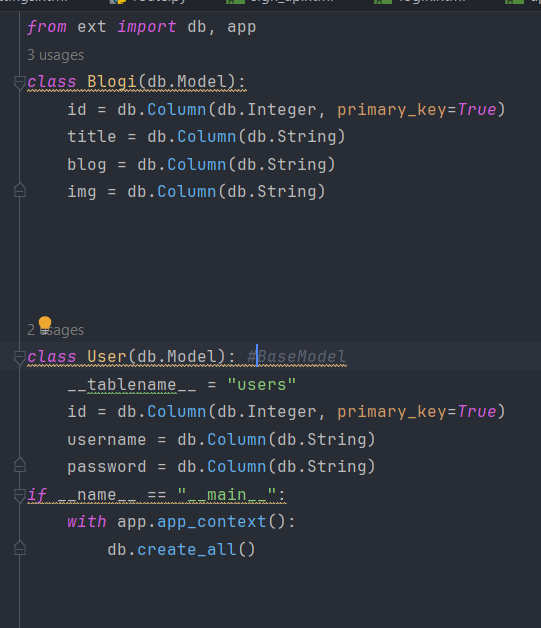 from ext import db, app
3 usages
class Blogi(db.Model):
    id = db.Column(db.Integer, primary_key=True)
    title = db.Column(db.String)
    blog = db.Column(db.String)
    img = db.Column(db.String)
2 usages
class User(db.Model): #BaseModel
    __tablename__ = "users"
    id = db.Column(db.Integer, primary_key=True)
    username = db.Column(db.String)
    password = db.Column(db.String)
if __name__ == "__main__":
    with app.app_context():
        db.create_all()